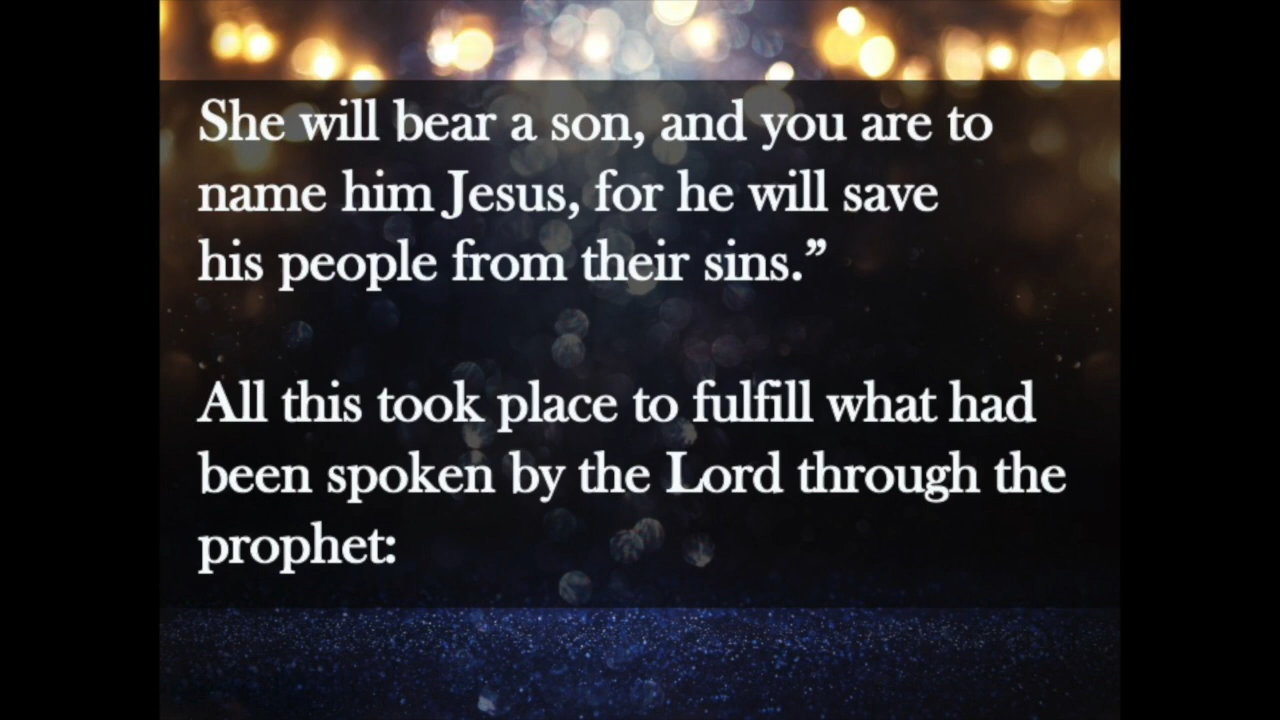 She will bear a son, and you are to
name him Jesus, for he will save
his people from their sins.”
All this took place to fulfill what had
been spoken by the Lord through the
prophet: